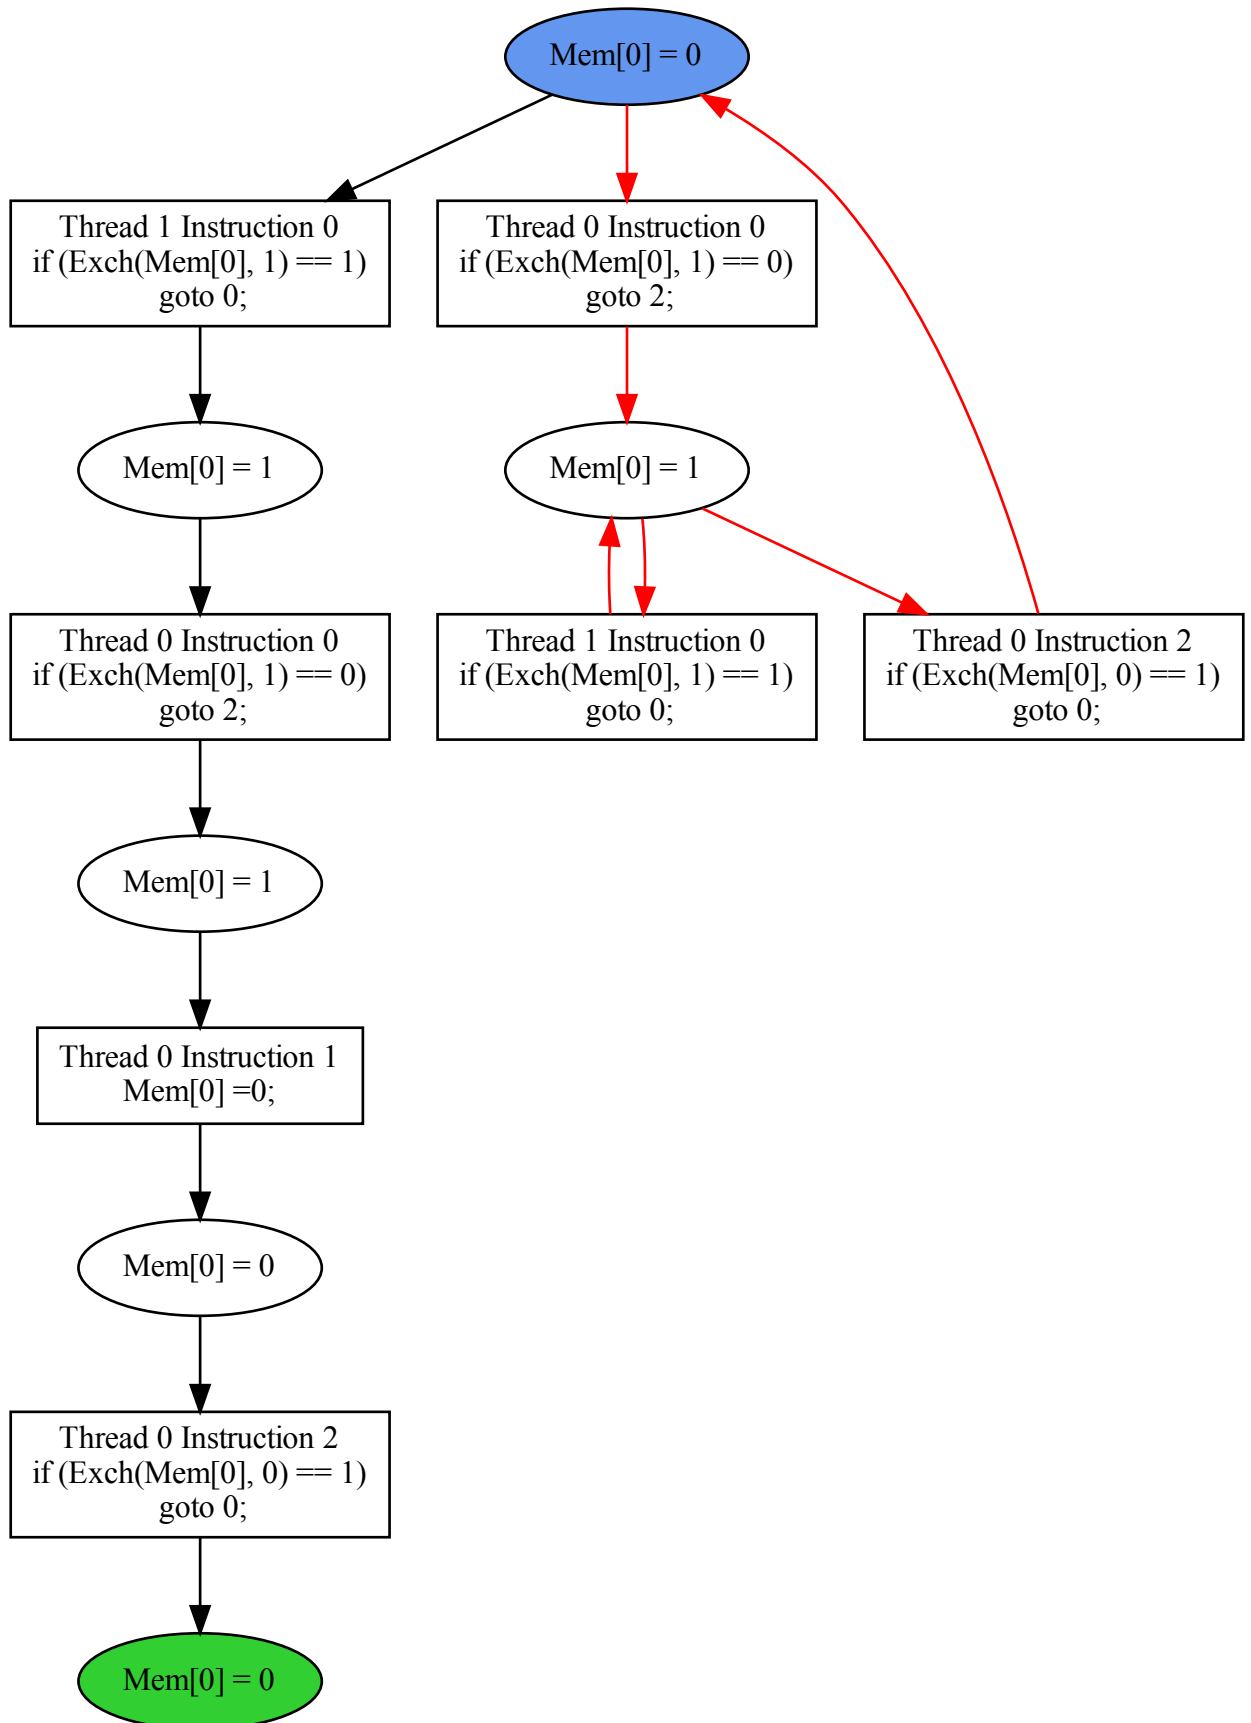 Mem[0] = 0
Thread 1 Instruction 0
if (Exch(Mem[0], 1) == 1)
goto 0;
Thread 0 Instruction 0
if (Exch(Mem[0], 1) == 0)
goto 2;
Mem[0] = 1
Mem[0] = 1
Thread 0 Instruction 0
if (Exch(Mem[0], 1) == 0)
goto 2;
Thread 1 Instruction 0
if (Exch(Mem[0], 1) == 1)
goto 0;
Thread 0 Instruction 2
if (Exch(Mem[0], 0) == 1)
goto 0;
Mem[0] = 1
Thread 0 Instruction 1
Mem[0] =0;
Mem[0] = 0
Thread 0 Instruction 2
if (Exch(Mem[0], 0) == 1)
goto 0;
Mem[0] = 0